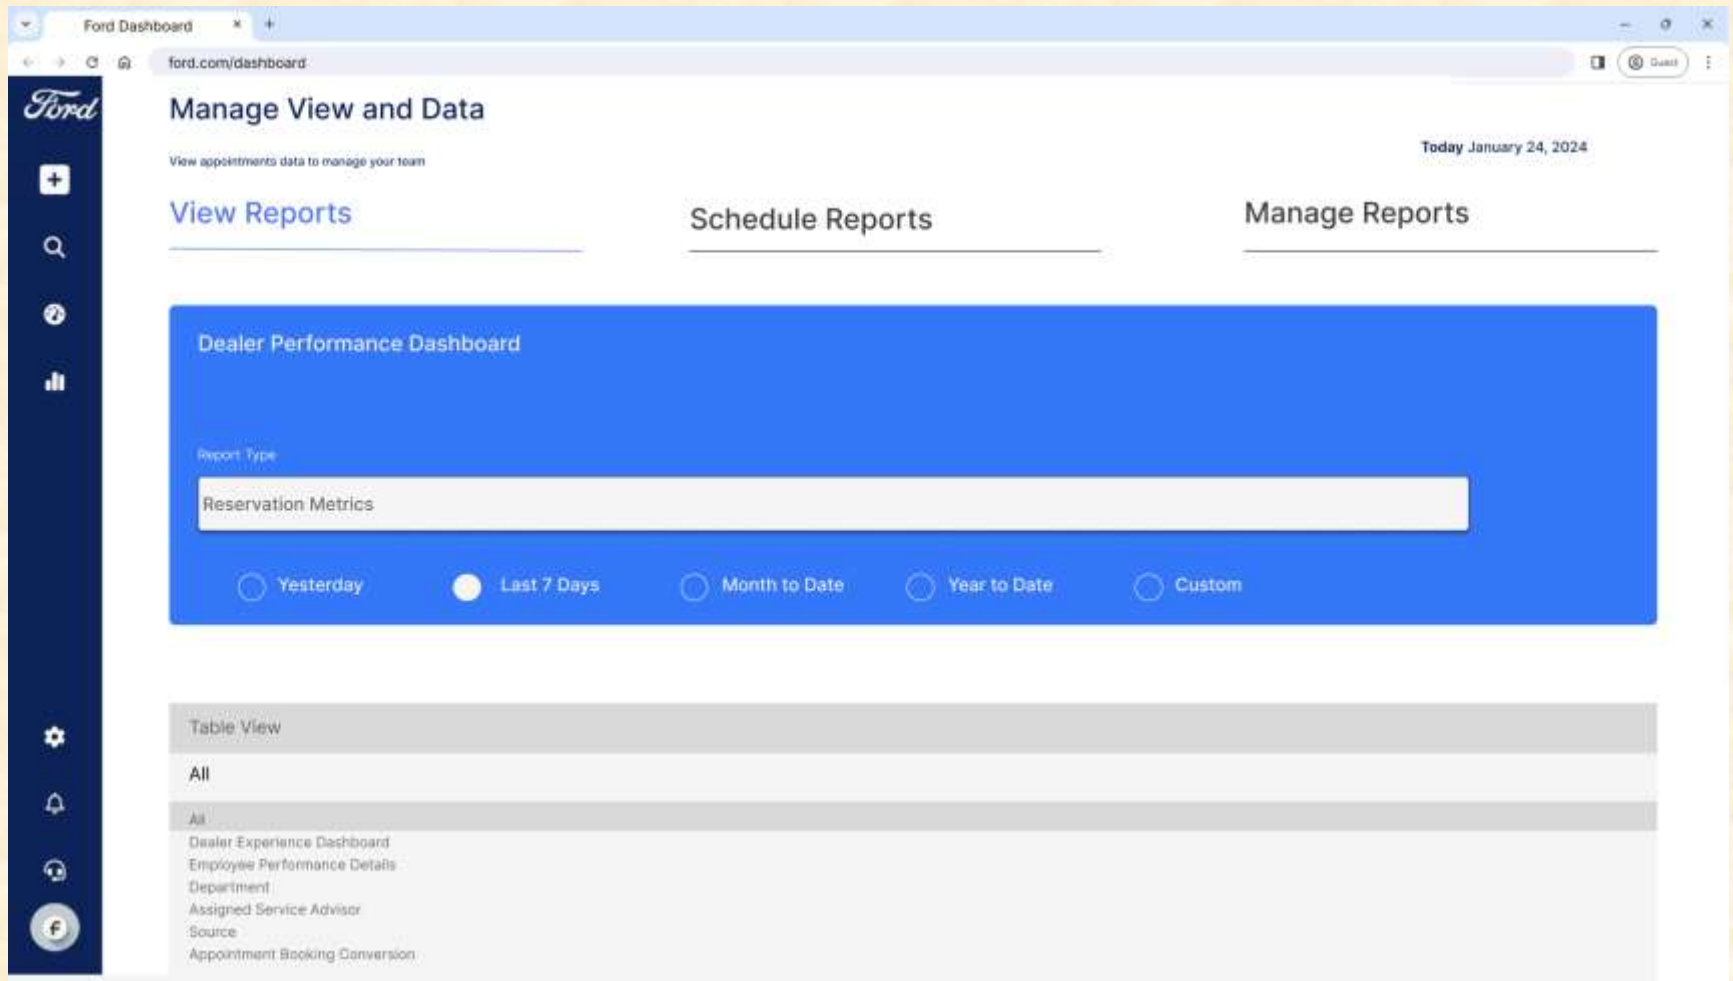 Ford Dashboard
ford.com/dashboard
Guest
Ford
Manage View and Data
Today January 24, 2024
View appointments data to manage your team
View Reports
Schedule Reports
Manage Reports
Dealer Performance Dashboard
Report Type
Reservation Metrics
Yesterday Last 7 Days Month to Date Year to Date Custom
Table View
All
All
Dealer Experience Dashboard
Employee Performance Details
Department
Assigned Service Advisor
Source
Appointment Booking Conversion
F